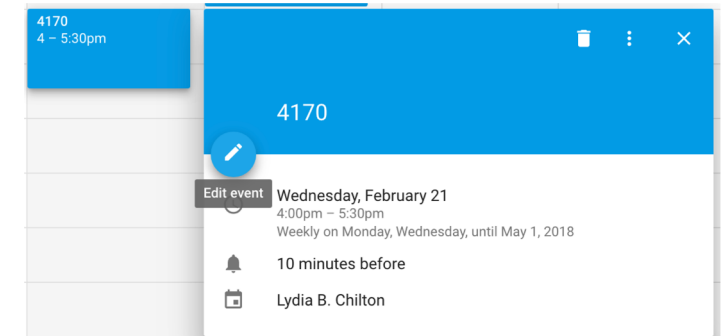 4170
4 – 5:30pm
4170
Edit event
Wednesday, February 21
4:00pm – 5:30pm
Weekly on Monday, Wednesday, until May 1, 2018
10 minutes before
Lydia B. Chilton